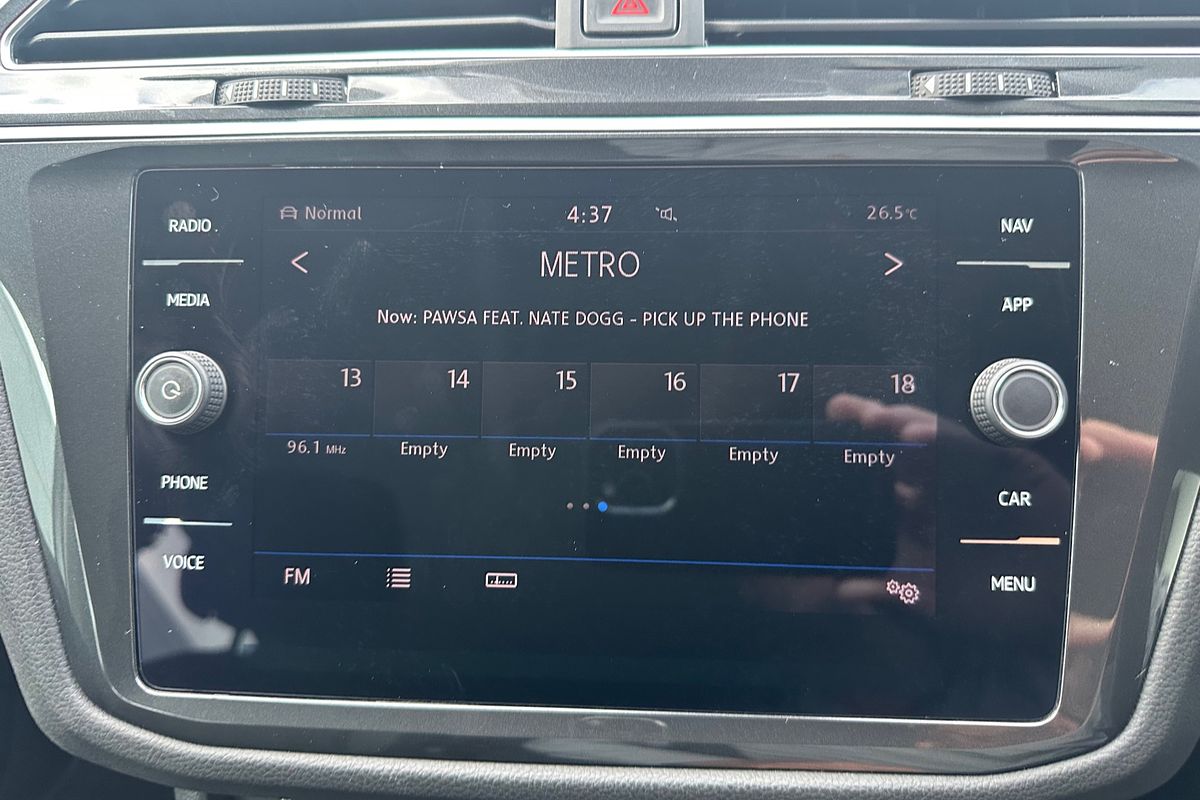 RADIO
MEDIA
PHONE
VOICE
Normal 4:37 26.5°C
METRO
Now: PAWSA FEAT. NATE DOGG - PICK UP THE PHONE
13 14 15 16 17 18
96.1 MHz Empty Empty Empty Empty Empty
FM
NAV
APP
CAR
MENU